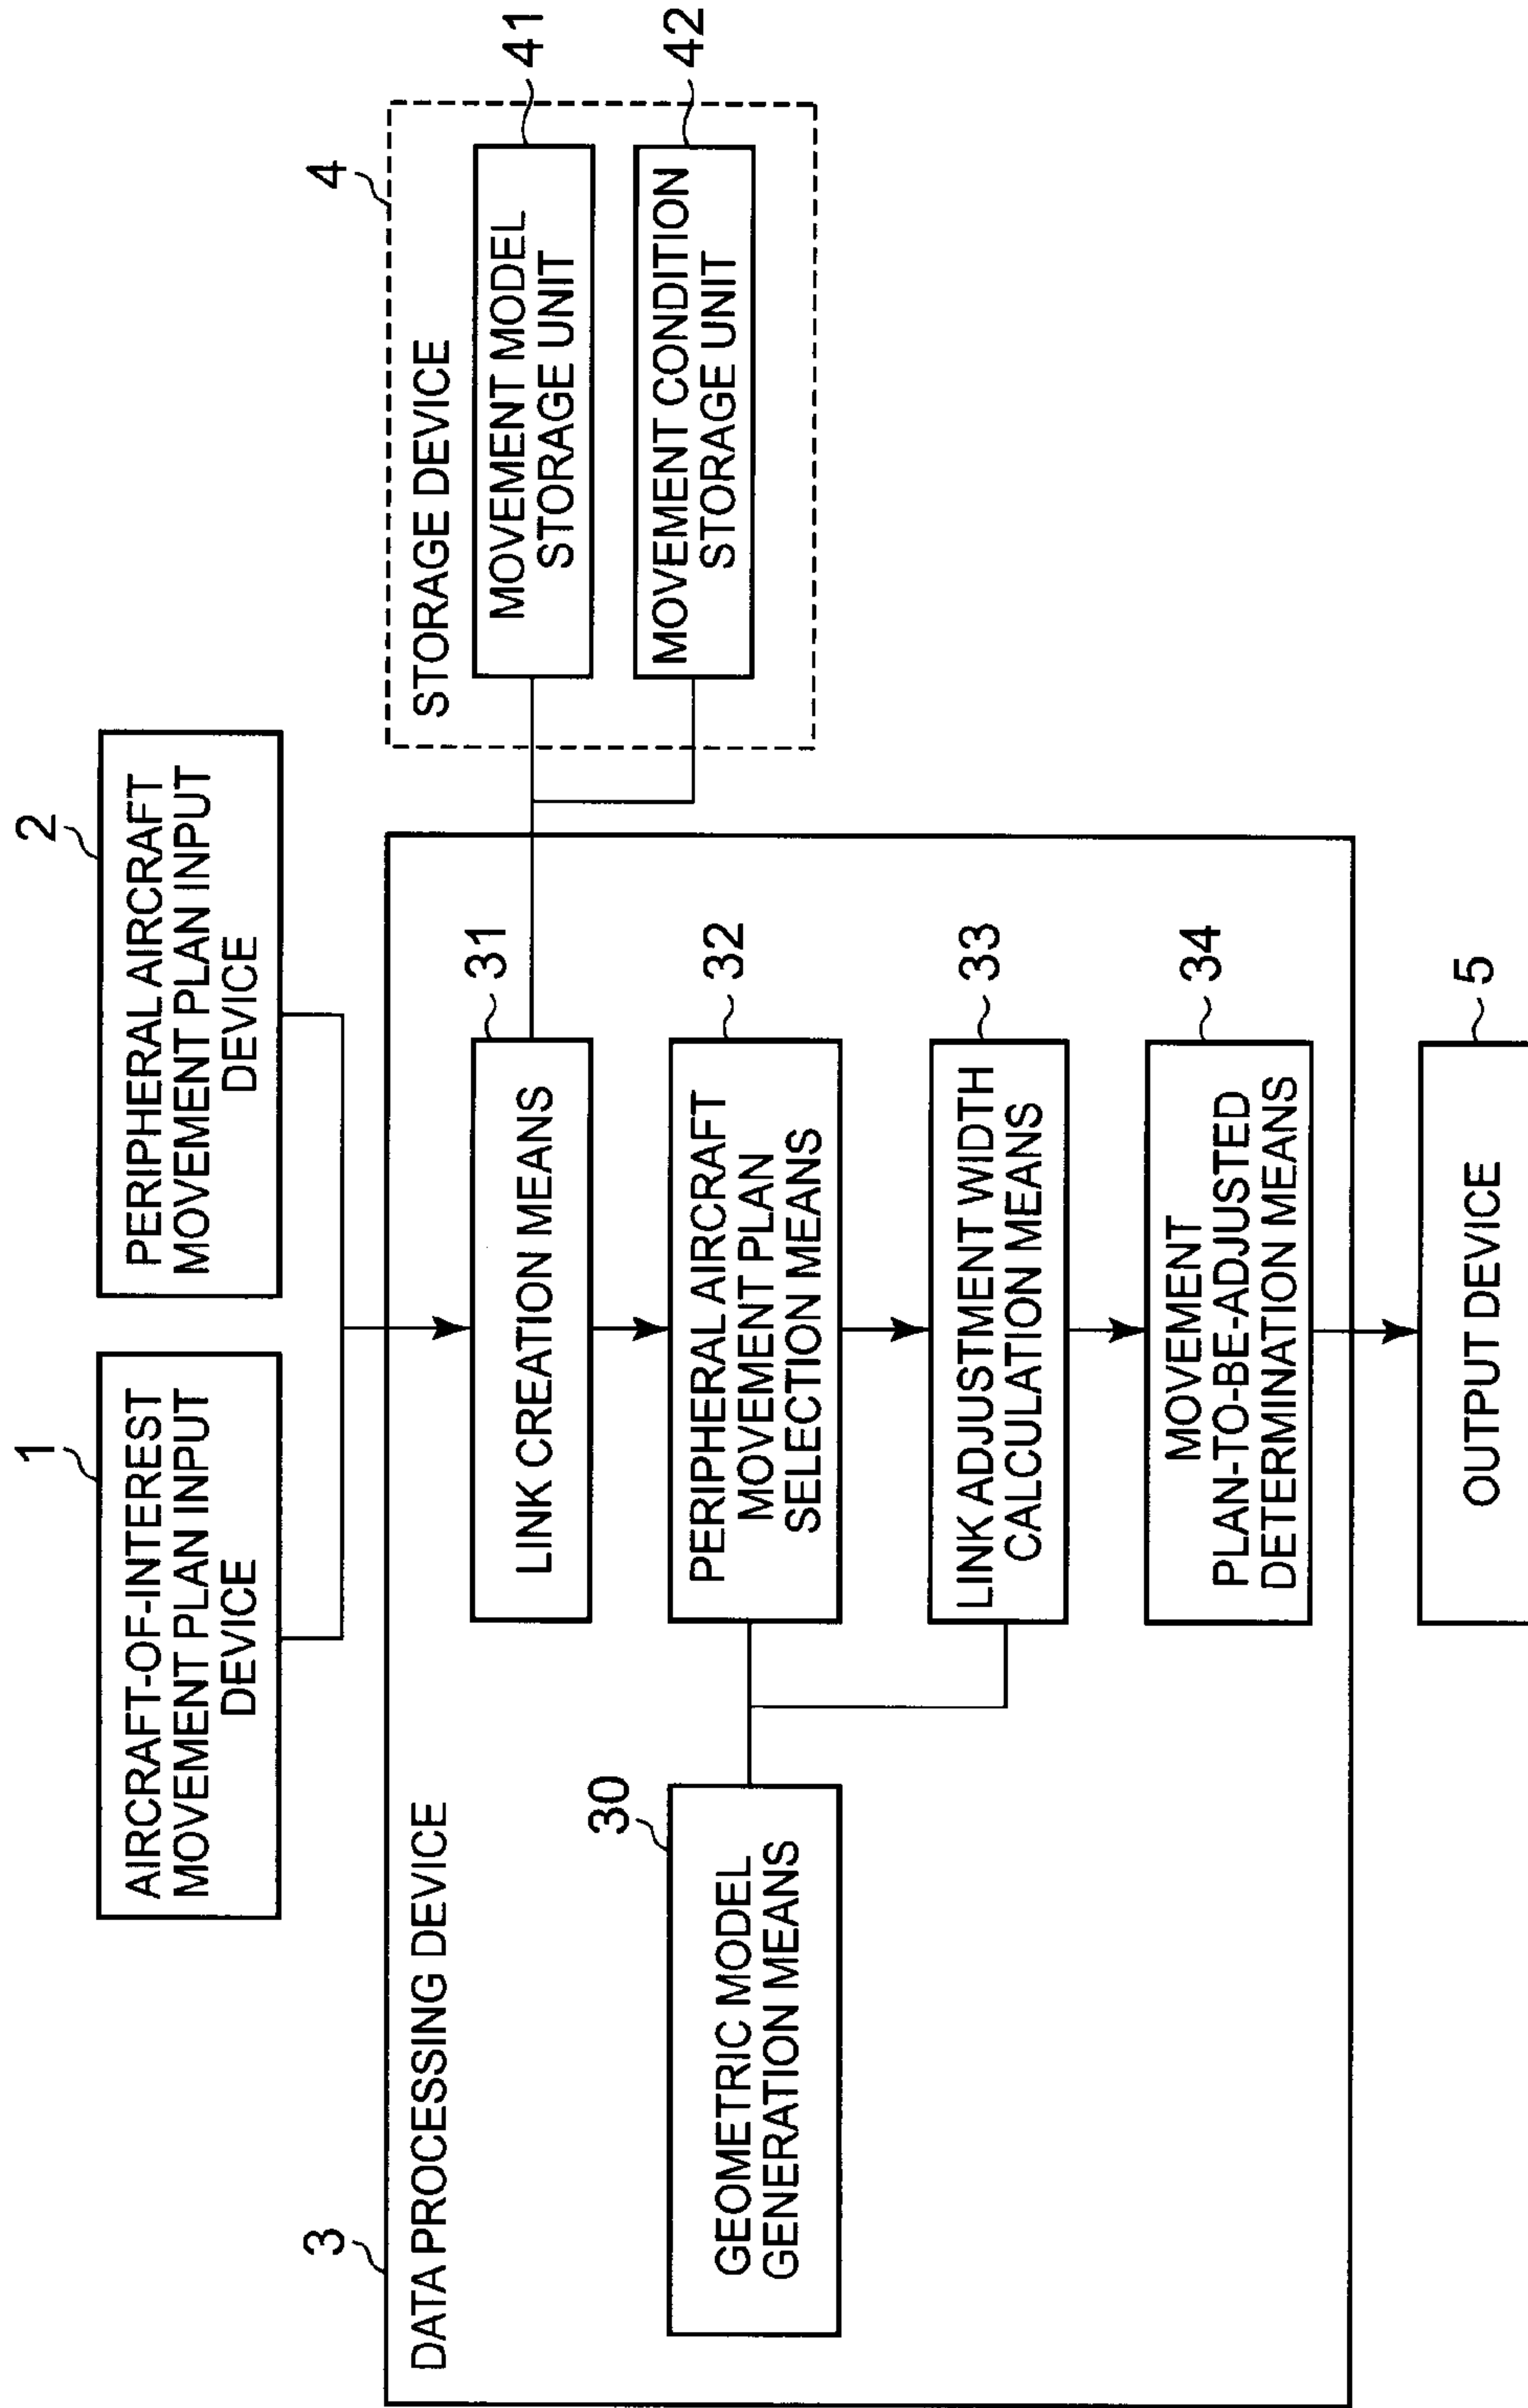 1
AIRCRAFT-OF-INTEREST
MOVEMENT PLAN INPUT
DEVICE
2
PERIPHERAL AIRCRAFT
MOVEMENT PLAN INPUT
DEVICE
3
DATA PROCESSING DEVICE
31
LINK CREATION MEANS
30
GEOMETRIC MODEL
GENERATION MEANS
32
PERIPHERAL AIRCRAFT
MOVEMENT PLAN
SELECTION MEANS
33
LINK ADJUSTMENT WIDTH
CALCULATION MEANS
34
MOVEMENT
PLAN-TO-BE-ADJUSTED
DETERMINATION MEANS
4
STORAGE DEVICE
41
MOVEMENT MODEL
STORAGE UNIT
42
MOVEMENT CONDITION
STORAGE UNIT
5
OUTPUT DEVICE